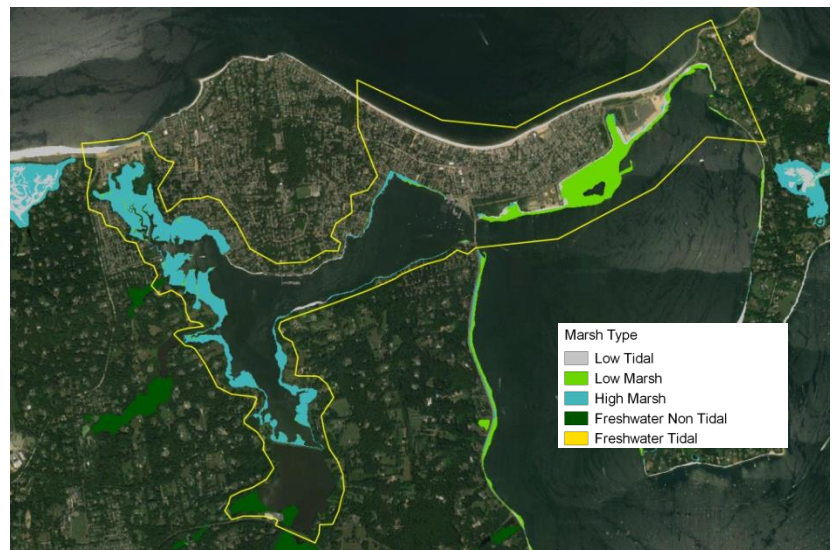 Marsh Type
Low Tidal
Low Marsh
High Marsh
Freshwater Non Tidal
Freshwater Tidal